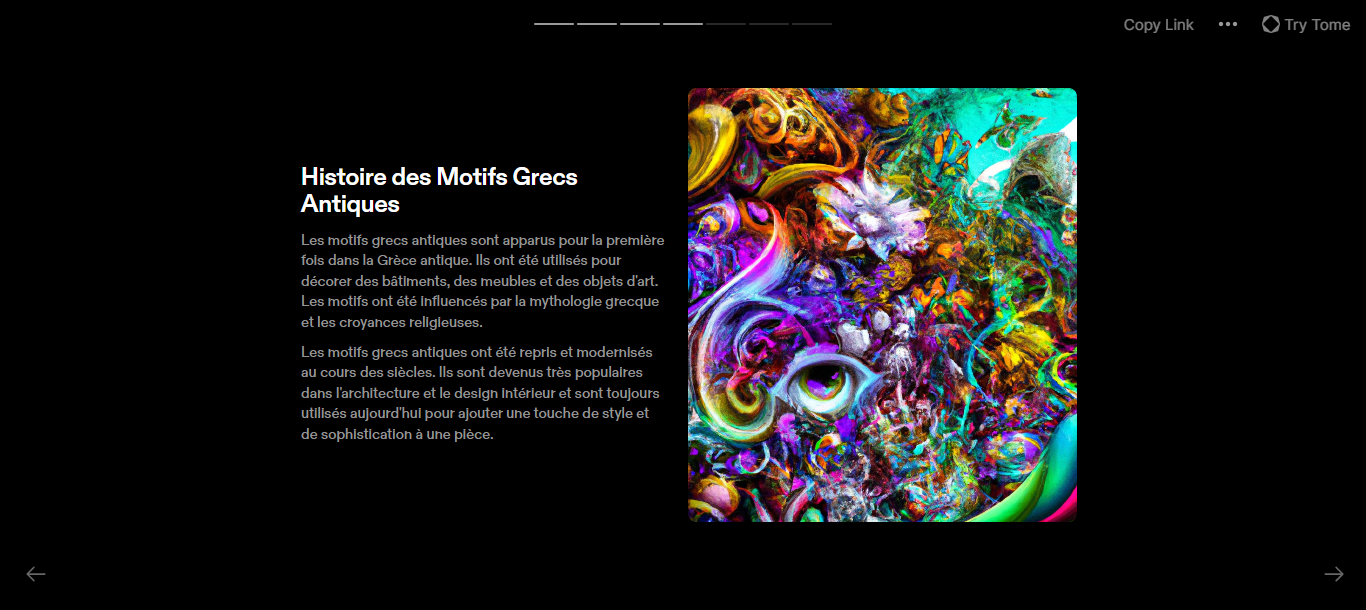 Copy Link
Try Tome
Histoire des Motifs Grecs
Antiques
Les motifs grecs antiques sont apparus pour la première
fois dans la Grèce antique. Ils ont été utilisés pour
décorer des bâtiments, des meubles et des objets d'art.
Les motifs ont été influencés par la mythologie grecque
et les croyances religieuses.
Les motifs grecs antiques ont été repris et modernisés
au cours des siècles. Ils sont devenus très populaires
dans l'architecture et le design intérieur et sont toujours
utilisés aujourd'hui pour ajouter une touche de style et
de sophistication à une pièce.